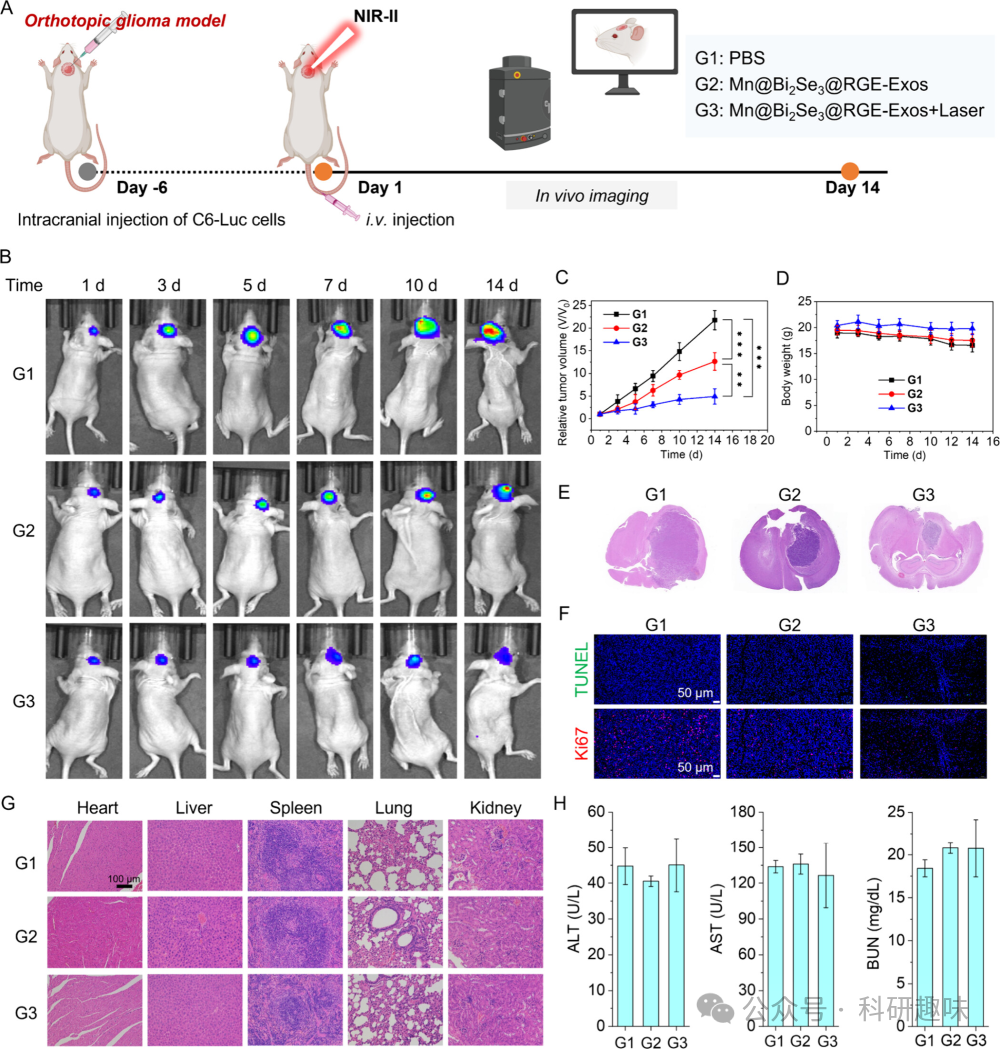 A
Orthotopic glioma model
NIR-II
G1: PBS
G2: Mn@Bi₂Se₃@RGE-Exos
G3: Mn@Bi₂Se₃@RGE-Exos+Laser
Day -6
Day 1
In vivo imaging
Day 14
Intracranial injection of C6-Luc cells
i.v. injection
B
Time 1 d 3 d 5 d 7 d 10 d 14 d
G1
G2
G3
C
Relative tumor volume (V/V₀)
25
20
15
10
5
0
G1
G2
G3
***
**
***
0 2 4 6 8 10 12 14 16 18 20
Time (d)
D
Body weight (g)
25
20
15
10
5
0
G1
G2
G3
0 2 4 6 8 10 12 14 16
Time (d)
E
G1 G2 G3
F
G1 G2 G3
TUNEL
50 μm
Ki67
50 μm
G
Heart Liver Spleen Lung Kidney
G1
100 μm
G2
G3
H
ALT (U/L)
60
50
40
30
20
10
0
G1 G2 G3
AST (U/L)
180
150
120
90
60
30
0
G1 G2 G3
BUN (mg/dL)
25
20
15
10
5
0
G1 G2 G3
公众号 · 科研趣味